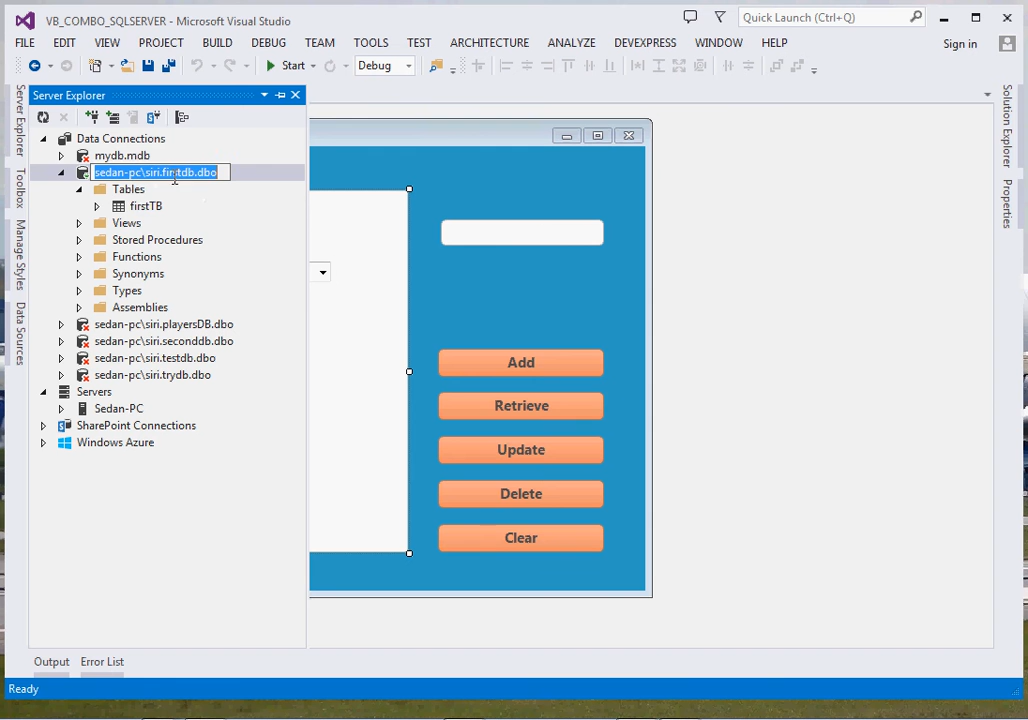 VB_COMBO_SQLSERVER - Microsoft Visual Studio
Quick Launch (Ctrl+Q)
FILE EDIT VIEW PROJECT BUILD DEBUG TEAM TOOLS TEST ARCHITECTURE ANALYZE DEVEXPRESS WINDOW HELP
Sign in
Start
Debug
Server Explorer
Toolbox
Manage Styles
Data Sources
Server Explorer
Data Connections
mydb.mdb
sedan-pc\siri.firstdb.dbo
Tables
firstTB
Views
Stored Procedures
Functions
Synonyms
Types
Assemblies
sedan-pc\siri.playersDB.dbo
sedan-pc\siri.seconddb.dbo
sedan-pc\siri.testdb.dbo
sedan-pc\siri.trydb.dbo
Servers
Sedan-PC
SharePoint Connections
Windows Azure
Add
Retrieve
Update
Delete
Clear
Solution Explorer
Properties
Output
Error List
Ready